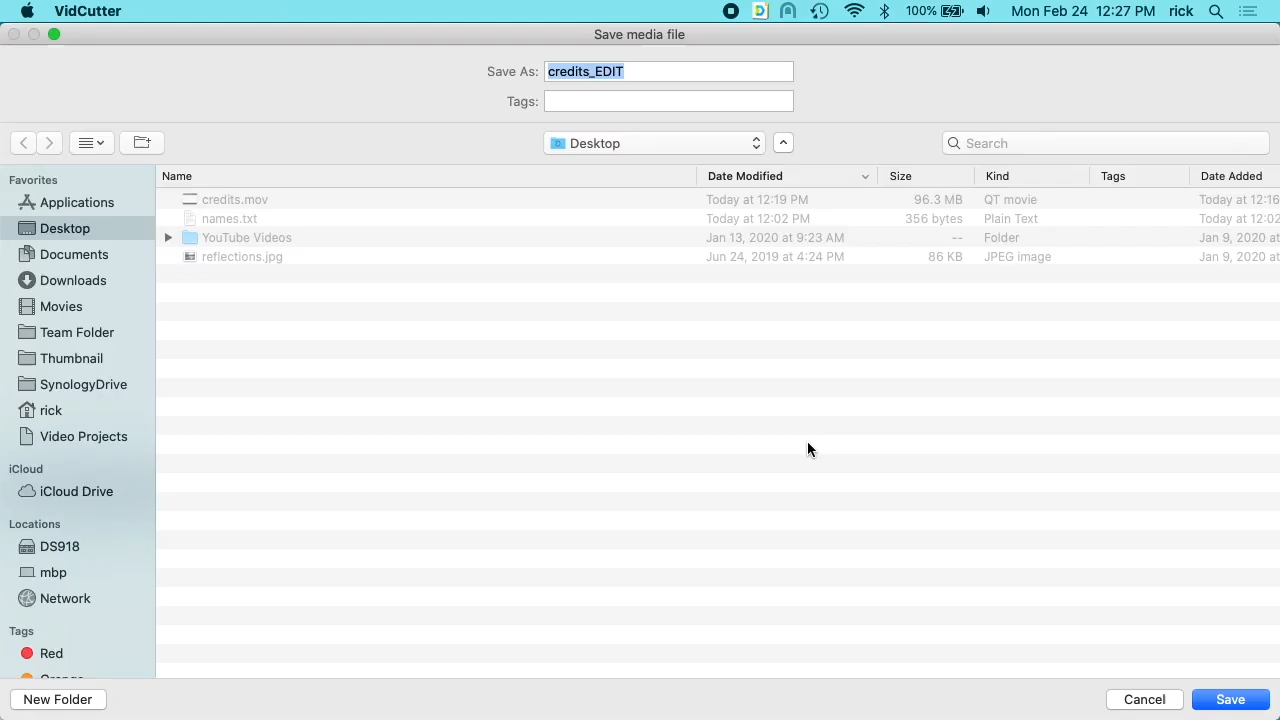 VidCutter 100% Mon Feb 24 12:27 PM rick
Save media file
Save As: credits_EDIT
Tags:
Desktop Search
Favorites
Applications
Desktop
Documents
Downloads
Movies
Team Folder
Thumbnail
SynologyDrive
rick
Video Projects
iCloud
iCloud Drive
Locations
DS918
mbp
Network
Tags
Red
Name Date Modified Size Kind Tags Date Added
credits.mov Today at 12:19 PM 96.3 MB QT movie Today at 12:16
names.txt Today at 12:02 PM 356 bytes Plain Text Today at 12:02
YouTube Videos Jan 13, 2020 at 9:23 AM -- Folder Jan 9, 2020 at
reflections.jpg Jun 24, 2019 at 4:24 PM 86 KB JPEG image Jan 9, 2020 at
New Folder Cancel Save